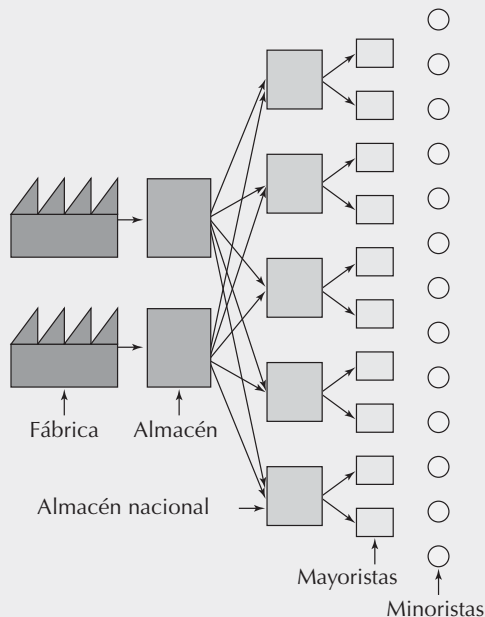 Fábrica
Almacén
Almacén nacional
Mayoristas
Minoristas